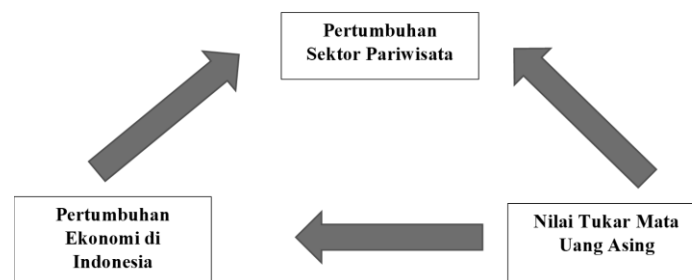 Pertumbuhan
Sektor Pariwisata
Pertumbuhan
Ekonomi di
Indonesia
Nilai Tukar Mata
Uang Asing